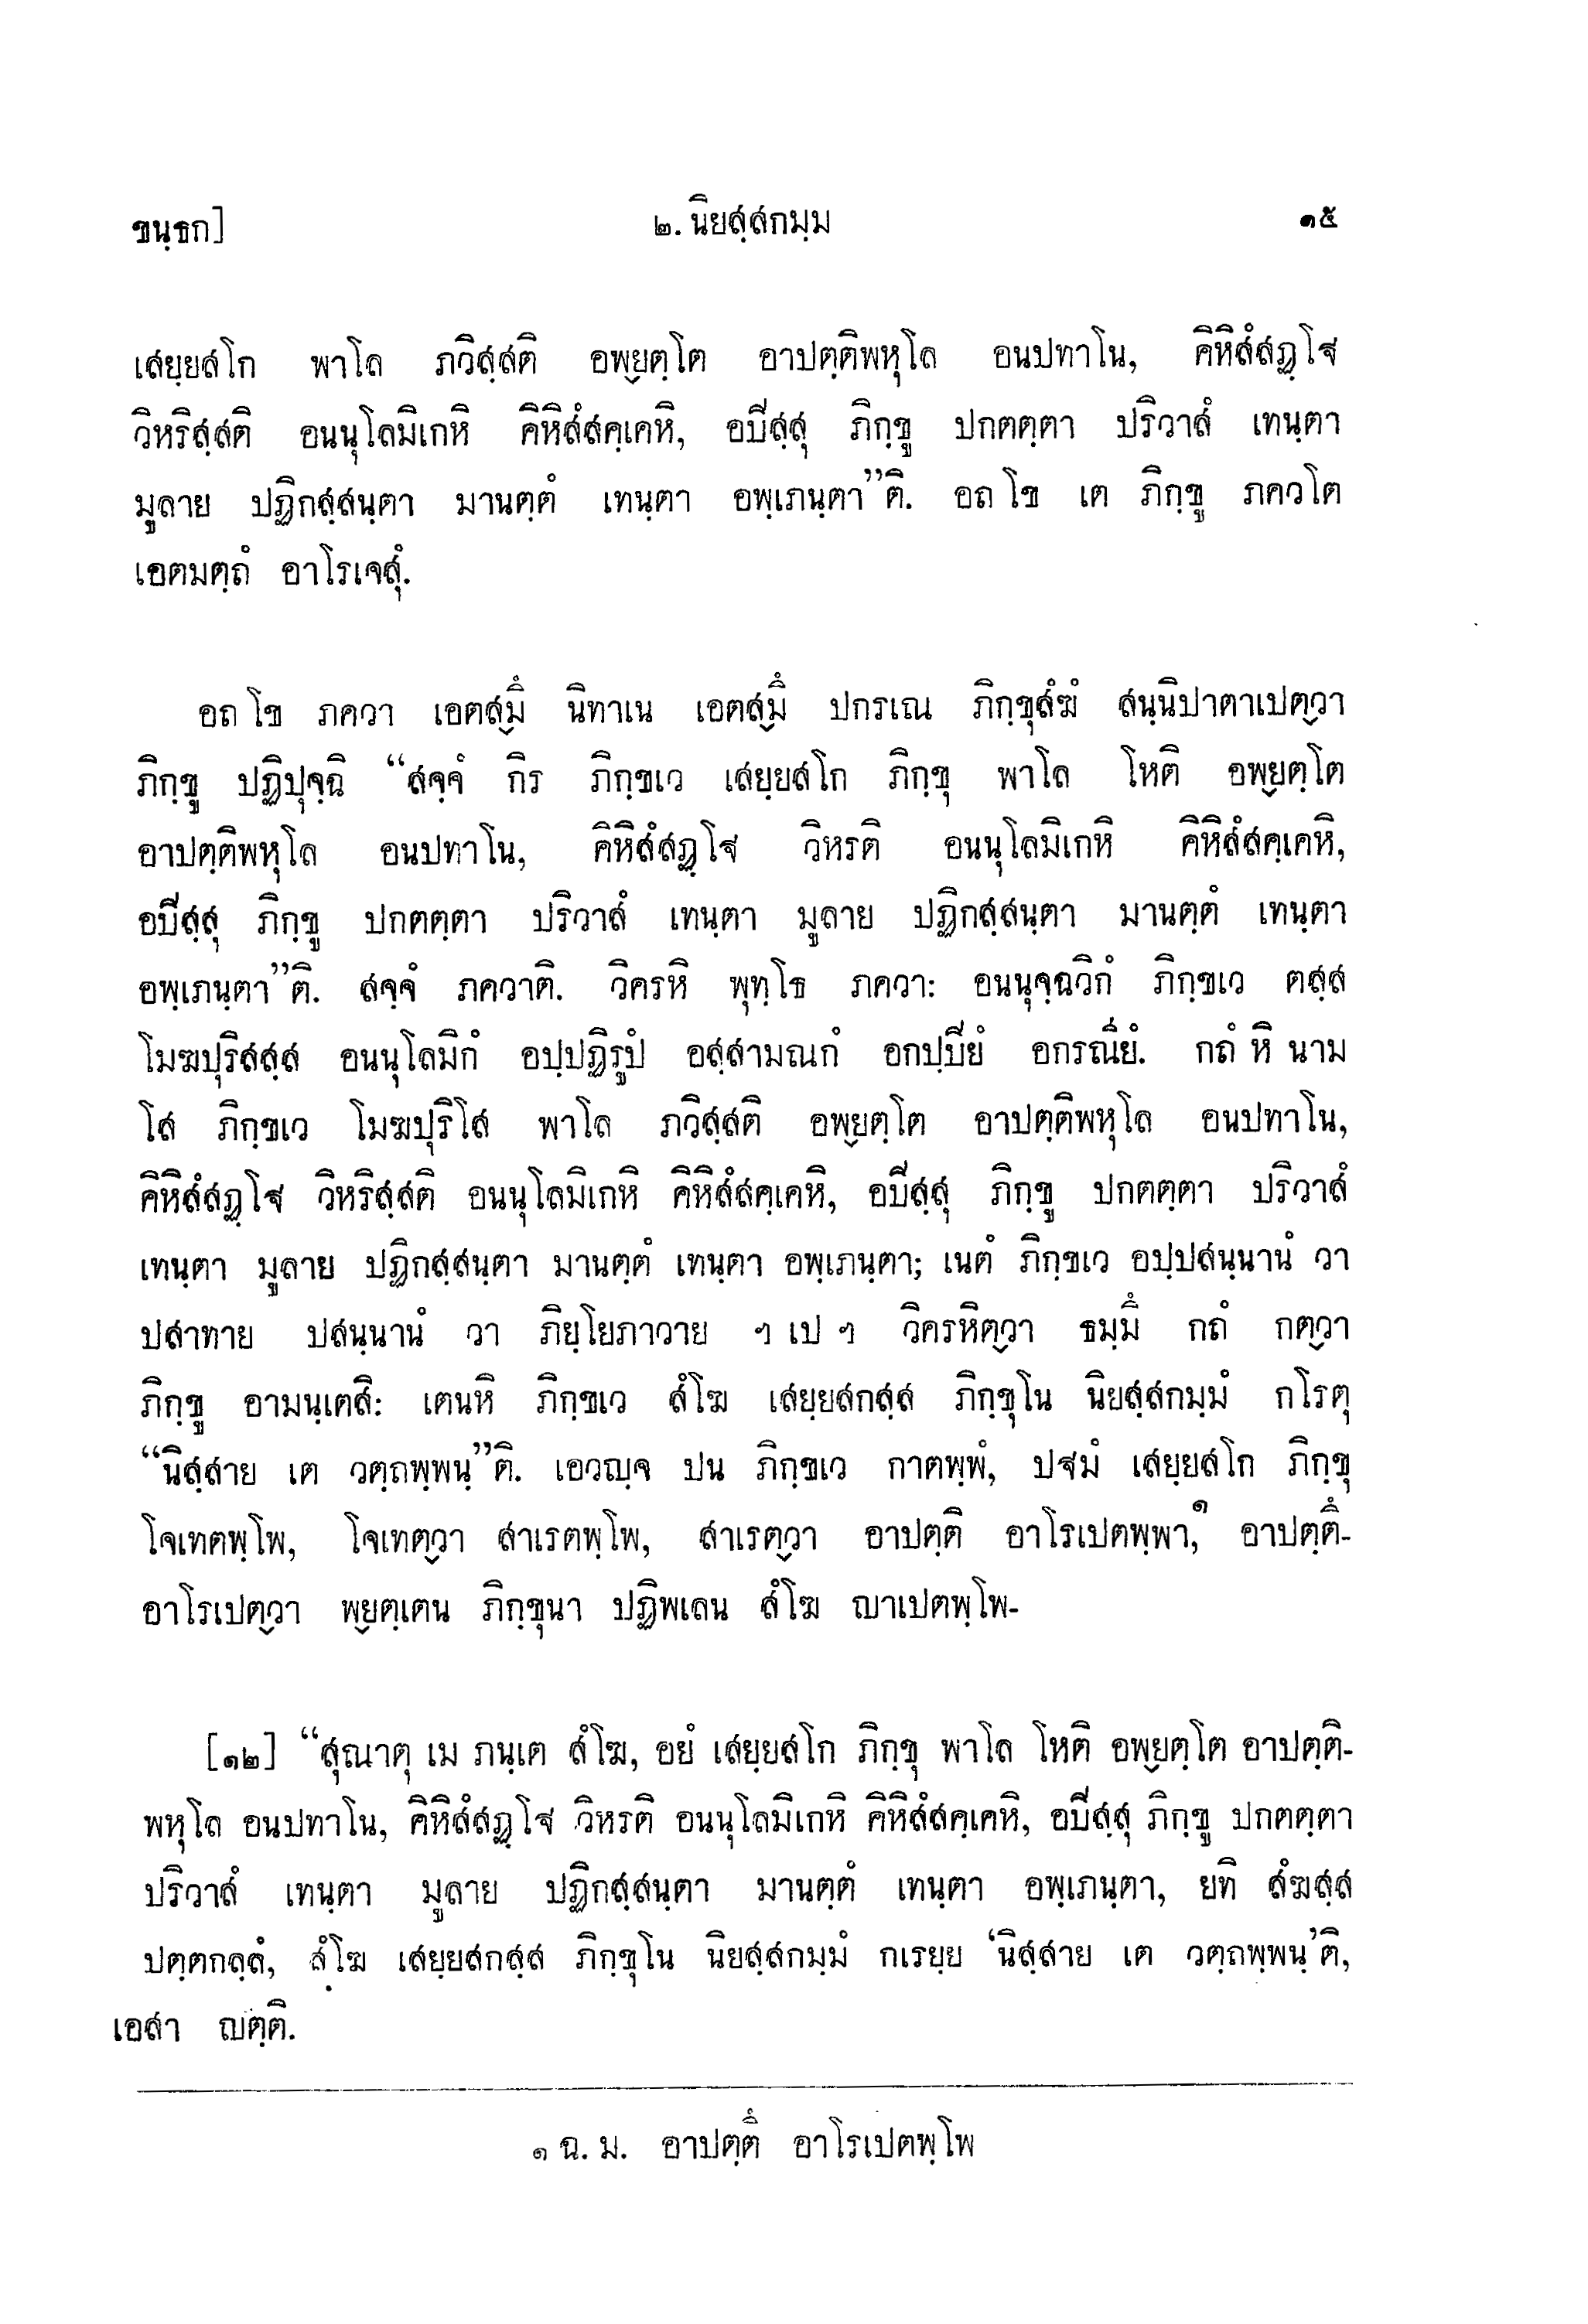 ขนฺธก] ๒. นิยสฺสกมฺม ๑๕
เสยฺยสโก พาโล ภวิสฺสติ อพฺยตฺโต อาปตฺติพหุโล อนปทาโน, คิหิสํสฏฺโฐ
วิหริสฺสติ อนนุโลมิเกหิ คิหิสํสคฺเคหิ, อปิสฺสุ ภิกฺขู ปกตตฺตา ปริวาสํ เทนฺตา
มูลาย ปฏิกสฺสนฺตา มานตฺตํ เทนฺตา อพฺเภนฺตา”ติ. อถ โข เต ภิกฺขู ภควโต
เอตมตฺถํ อาโรเจสุํ.
อถ โข ภควา เอตสฺมึ นิทาเน เอตสฺมึ ปกรเณ ภิกฺขุสํฆํ สนฺนิปาตาเปตฺวา
ภิกฺขู ปฏิปุจฺฉิ “สจฺจํ กิร ภิกฺขเว เสยฺยสโก ภิกฺขุ พาโล โหติ อพฺยตฺโต
อาปตฺติพหุโล อนปทาโน, คิหิสํสฏฺโฐ วิหรติ อนนุโลมิเกหิ คิหิสํสคฺเคหิ,
อปิสฺสุ ภิกฺขู ปกตตฺตา ปริวาสํ เทนฺตา มูลาย ปฏิกสฺสนฺตา มานตฺตํ เทนฺตา
อพฺเภนฺตา”ติ. สจฺจํ ภควาติ. วิครหิ พุทฺโธ ภควา: อนนุจฺฉวิกํ ภิกฺขเว ตสฺส
โมฆปุริสสฺส อนนุโลมิกํ อปฺปฏิรูปํ อสฺสามณกํ อกปฺปิยํ อกรณียํ. กถํ หิ นาม
โส ภิกฺขเว โมฆปุริโส พาโล ภวิสฺสติ อพฺยตฺโต อาปตฺติพหุโล อนปทาโน,
คิหิสํสฏฺโฐ วิหริสฺสติ อนนุโลมิเกหิ คิหิสํสคฺเคหิ, อปิสฺสุ ภิกฺขู ปกตตฺตา ปริวาสํ
เทนฺตา มูลาย ปฏิกสฺสนฺตา มานตฺตํ เทนฺตา อพฺเภนฺตา; เนตํ ภิกฺขเว อปฺปสนฺนานํ วา
ปสาทาย ปสนฺนานํ วา ภิยฺโยภาวาย ฯ เป ฯ วิครหิตฺวา ธมฺมึ กถํ กตฺวา
ภิกฺขู อามนฺเตสิ: เตนหิ ภิกฺขเว สํโฆ เสยฺยสกสฺส ภิกฺขุโน นิยสฺสกมฺมํ กโรตุ
“นิสฺสาย เต วตฺถพฺพนฺ”ติ. เอวญฺจ ปน ภิกฺขเว กาตพฺพํ, ปฐมํ เสยฺยสโก ภิกฺขุ
โจเทตพฺโพ, โจเทตฺวา สาเรตพฺโพ, สาเรตฺวา อาปตฺติ อาโรเปตพฺพา,๑ อาปตฺตึ-
อาโรเปตฺวา พฺยตฺเตน ภิกฺขุนา ปฏิพเลน สํโฆ ญาเปตพฺโพ-
[๑๒] “สุณาตุ เม ภนฺเต สํโฆ, อยํ เสยฺยสโก ภิกฺขุ พาโล โหติ อพฺยตฺโต อาปตฺติ-
พหุโล อนปทาโน, คิหิสํสฏฺโฐ วิหรติ อนนุโลมิเกหิ คิหิสํสคฺเคหิ, อปิสฺสุ ภิกฺขู ปกตตฺตา
ปริวาสํ เทนฺตา มูลาย ปฏิกสฺสนฺตา มานตฺตํ เทนฺตา อพฺเภนฺตา, ยทิ สํฆสฺส
ปตฺตกลฺลํ, สํโฆ เสยฺยสกสฺส ภิกฺขุโน นิยสฺสกมฺมํ กเรยฺย ‘นิสฺสาย เต วตฺถพฺพนฺ’ติ,
เอสา ญตฺติ.
๑ ฉ. ม. อาปตฺตึ อาโรเปตพฺโพ